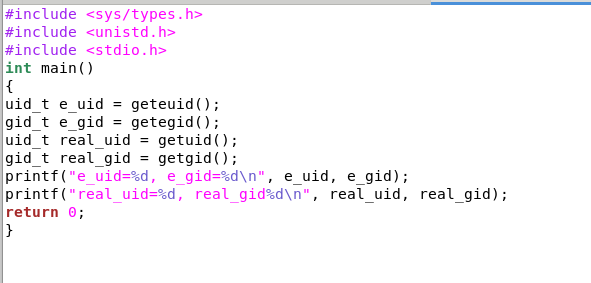 #include <sys/types.h>
#include <unistd.h>
#include <stdio.h>
int main()
{
uid_t e_uid = geteuid();
gid_t e_gid = getegid();
uid_t real_uid = getuid();
gid_t real_gid = getgid();
printf("e_uid=%d, e_gid=%d\n", e_uid, e_gid);
printf("real_uid=%d, real_gid%d\n", real_uid, real_gid);
return 0;
}